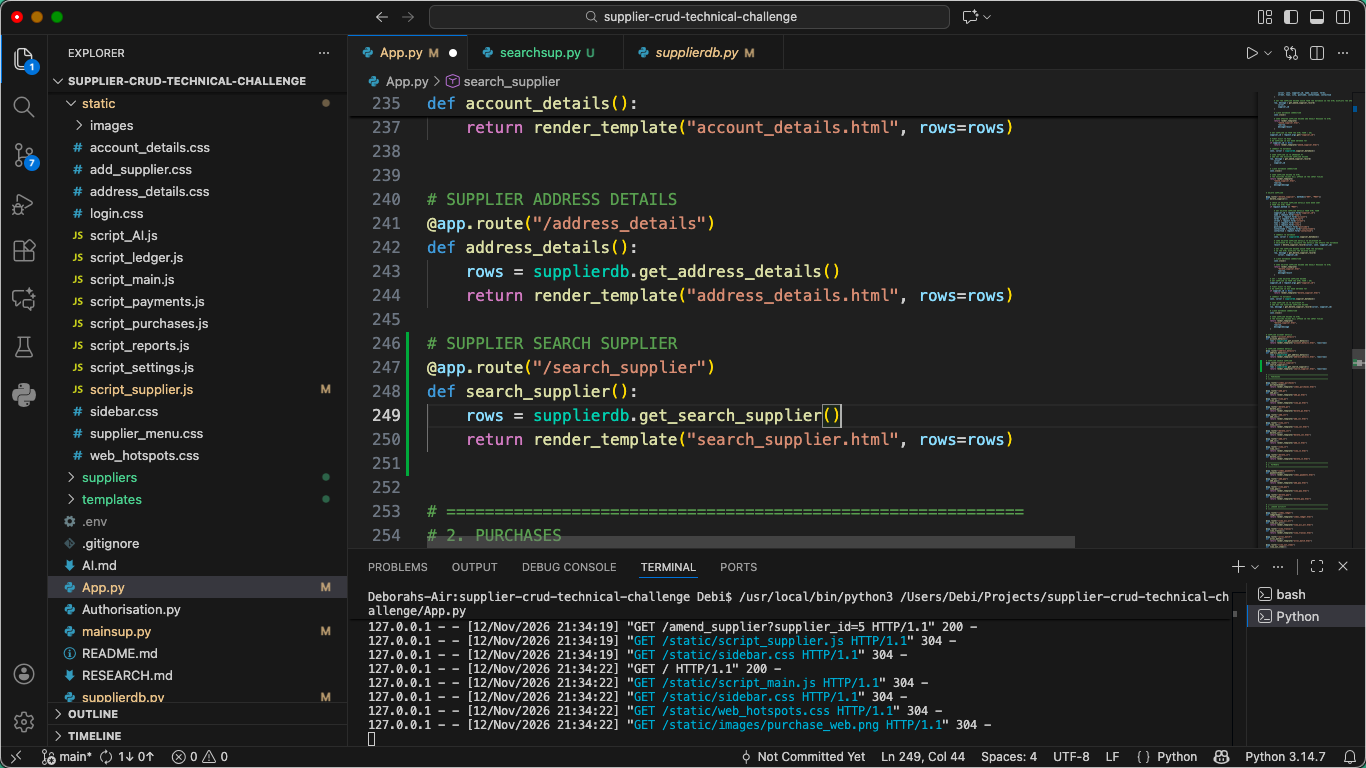 supplier-crud-technical-challenge
EXPLORER
SUPPLIER-CRUD-TECHNICAL-CHALLENGE
static
images
# account_details.css
# add_supplier.css
# address_details.css
# login.css
JS script_AI.js
JS script_ledger.js
JS script_main.js
JS script_payments.js
JS script_purchases.js
JS script_reports.js
JS script_settings.js
JS script_supplier.js M
# sidebar.css
# supplier_menu.css
# web_hotspots.css
suppliers
templates
.env
.gitignore
AI.md
App.py M
Authorisation.py
mainsup.py M
README.md
RESEARCH.md
supplierdb.py M
OUTLINE
TIMELINE
1
7
App.py M
searchsup.py U
supplierdb.py M
App.py > search_supplier
235 def account_details():
237 return render_template("account_details.html", rows=rows)
238
239
240 # SUPPLIER ADDRESS DETAILS
241 @app.route("/address_details")
242 def address_details():
243 rows = supplierdb.get_address_details()
244 return render_template("address_details.html", rows=rows)
245
246 # SUPPLIER SEARCH SUPPLIER
247 @app.route("/search_supplier")
248 def search_supplier():
249 rows = supplierdb.get_search_supplier()
250 return render_template("search_supplier.html", rows=rows)
251
252
253 # ============================================================
254 # 2. PURCHASES
PROBLEMS OUTPUT DEBUG CONSOLE TERMINAL PORTS
Deborahs-Air:supplier-crud-technical-challenge Debi$ /usr/local/bin/python3 /Users/Debi/Projects/supplier-crud-technical-ch
allenge/App.py
127.0.0.1 - - [12/Nov/2026 21:34:19] "GET /amend_supplier?supplier_id=5 HTTP/1.1" 200 -
127.0.0.1 - - [12/Nov/2026 21:34:19] "GET /static/script_supplier.js HTTP/1.1" 304 -
127.0.0.1 - - [12/Nov/2026 21:34:19] "GET /static/sidebar.css HTTP/1.1" 304 -
127.0.0.1 - - [12/Nov/2026 21:34:22] "GET / HTTP/1.1" 200 -
127.0.0.1 - - [12/Nov/2026 21:34:22] "GET /static/script_main.js HTTP/1.1" 304 -
127.0.0.1 - - [12/Nov/2026 21:34:22] "GET /static/sidebar.css HTTP/1.1" 304 -
127.0.0.1 - - [12/Nov/2026 21:34:22] "GET /static/web_hotspots.css HTTP/1.1" 304 -
127.0.0.1 - - [12/Nov/2026 21:34:22] "GET /static/images/purchase_web.png HTTP/1.1" 304 -
bash
Python
main* 1↓ 0↑ 0 0 Not Committed Yet Ln 249, Col 44 Spaces: 4 UTF-8 LF { } Python Python 3.14.7